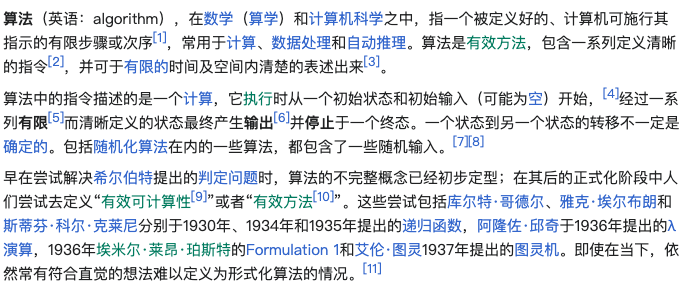 算法（英语：algorithm），在数学（算学）和计算机科学之中，指一个被定义好的、计算机可施行其
指示的有限步骤或次序[1]，常用于计算、数据处理和自动推理。算法是有效方法，包含一系列定义清晰
的指令[2]，并可于有限的时间及空间内清楚的表述出来[3]。
算法中的指令描述的是一个计算，它执行时从一个初始状态和初始输入（可能为空）开始，[4]经过一系
列有限[5]而清晰定义的状态最终产生输出[6]并停止于一个终态。一个状态到另一个状态的转移不一定是
确定的。包括随机化算法在内的一些算法，都包含了一些随机输入。[7][8]
早在尝试解决希尔伯特提出的判定问题时，算法的不完整概念已经初步定型；在其后的正式化阶段中人
们尝试去定义“有效可计算性[9]”或者“有效方法[10]”。这些尝试包括库尔特·哥德尔、雅克·埃尔布朗和
斯蒂芬·科尔·克莱尼分别于1930年、1934年和1935年提出的递归函数，阿隆佐·邱奇于1936年提出的λ
演算，1936年埃米尔·莱昂·珀斯特的Formulation 1和艾伦·图灵1937年提出的图灵机。即使在当下，依
然常有符合直觉的想法难以定义为形式化算法的情况。[11]